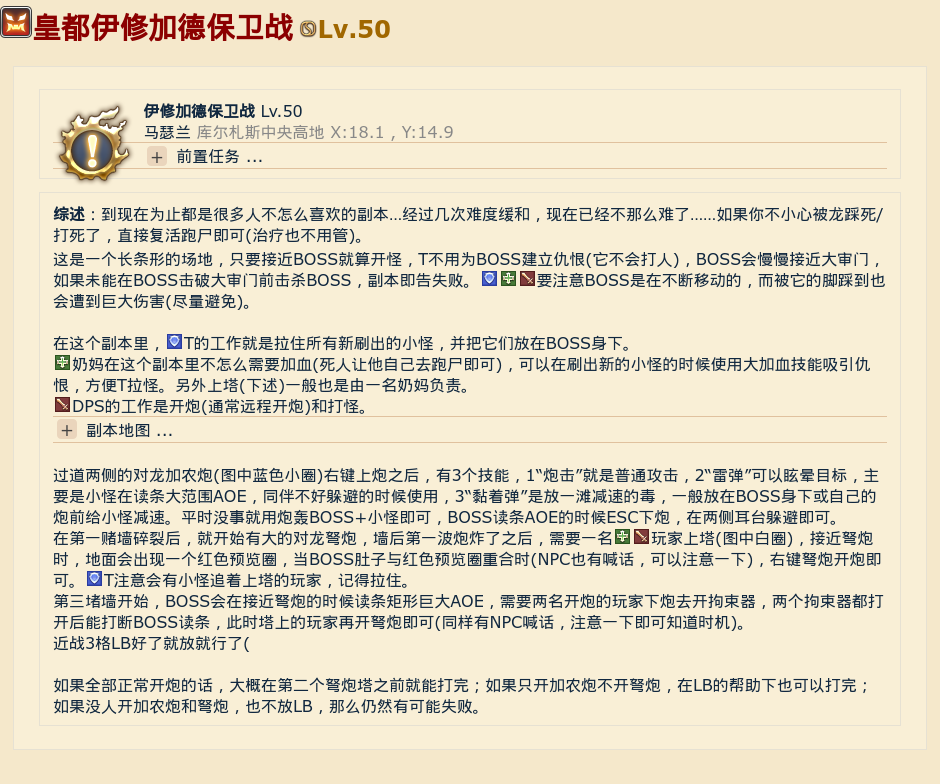 皇都伊修加德保卫战 Lv.50
伊修加德保卫战 Lv.50
马瑟兰 库尔札斯中央高地 X:18.1 , Y:14.9
+ 前置任务 ...
综述：到现在为止都是很多人不怎么喜欢的副本...经过几次难度缓和，现在已经不那么难了......如果你不小心被龙踩死/
打死了，直接复活跑尸即可(治疗也不用管)。
这是一个长条形的场地，只要接近BOSS就算开怪，T不用为BOSS建立仇恨(它不会打人)，BOSS会慢慢接近大审门，
如果未能在BOSS击破大审门前击杀BOSS，副本即告失败。要注意BOSS是在不断移动的，而被它的脚踩到也
会遭到巨大伤害(尽量避免)。
在这个副本里，T的工作就是拉住所有新刷出的小怪，并把它们放在BOSS身下。
奶妈在这个副本里不怎么需要加血(死人让他自己去跑尸即可)，可以在刷出新的小怪的时候使用大加血技能吸引仇
恨，方便T拉怪。另外上塔(下述)一般也是由一名奶妈负责。
DPS的工作是开炮(通常远程开炮)和打怪。
+ 副本地图 ...
过道两侧的对龙加农炮(图中蓝色小圈)右键上炮之后，有3个技能，1“炮击”就是普通攻击，2“雷弹”可以眩晕目标，主
要是小怪在读条大范围AOE，同伴不好躲避的时候使用，3“黏着弹”是放一滩减速的毒，一般放在BOSS身下或自己的
炮前给小怪减速。平时没事就用炮轰BOSS+小怪即可，BOSS读条AOE的时候ESC下炮，在两侧耳台躲避即可。
在第一赌墙碎裂后，就开始有大的对龙弩炮，墙后第一波炮炸了之后，需要一名玩家上塔(图中白圈)，接近弩炮
时，地面会出现一个红色预览圈，当BOSS肚子与红色预览圈重合时(NPC也有喊话，可以注意一下)，右键弩炮开炮即
可。T注意会有小怪追着上塔的玩家，记得拉住。
第三堵墙开始，BOSS会在接近弩炮的时候读条矩形巨大AOE，需要两名开炮的玩家下炮去开拘束器，两个拘束器都打
开后能打断BOSS读条，此时塔上的玩家再开弩炮即可(同样有NPC喊话，注意一下即可知道时机)。
近战3格LB好了就放就行了(
如果全部正常开炮的话，大概在第二个弩炮塔之前就能打完；如果只开加农炮不开弩炮，在LB的帮助下也可以打完；
如果没人开加农炮和弩炮，也不放LB，那么仍然有可能失败。